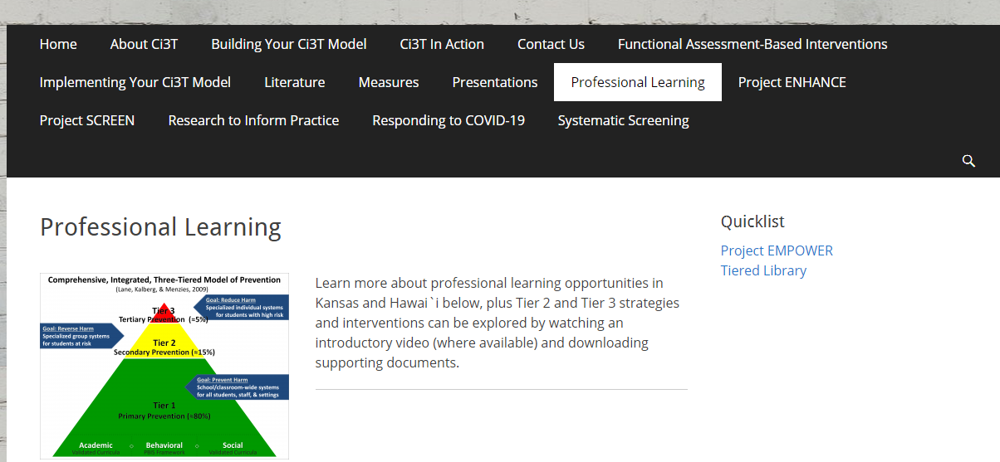 Home About Ci3T Building Your Ci3T Model Ci3T In Action Contact Us Functional Assessment-Based Interventions
Implementing Your Ci3T Model Literature Measures Presentations Professional Learning Project ENHANCE
Project SCREEN Research to Inform Practice Responding to COVID-19 Systematic Screening
Professional Learning
Comprehensive, Integrated, Three-Tiered Model of Prevention
(Lane, Kalberg, & Menzies, 2009)
Goal: Reduce Harm
Specialized individual systems
for students with high risk
Tier 3
Tertiary Prevention (≈5%)
Goal: Reverse Harm
Specialized group systems
for students at risk
Tier 2
Secondary Prevention (≈15%)
Goal: Prevent Harm
School/classroom-wide systems
for all students, staff, & settings
Tier 1
Primary Prevention (≈80%)
Academic ○ Behavioral ○ Social
Validated Curricula PBIS Framework Validated Curricula
Learn more about professional learning opportunities in
Kansas and Hawai`i below, plus Tier 2 and Tier 3 strategies
and interventions can be explored by watching an
introductory video (where available) and downloading
supporting documents.
Quicklist
Project EMPOWER
Tiered Library